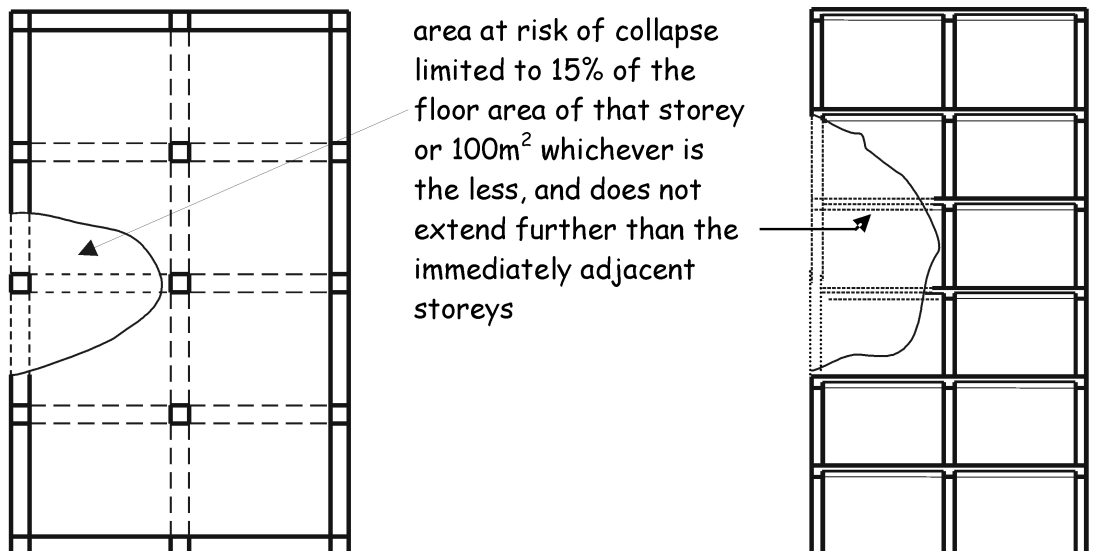 area at risk of collapse
limited to 15% of the
floor area of that storey
or 100m² whichever is
the less, and does not
extend further than the
immediately adjacent
storeys